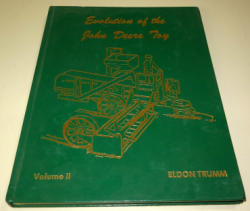 Evolution of the
John Deere Toy
Volume II
ELDON TRUMM